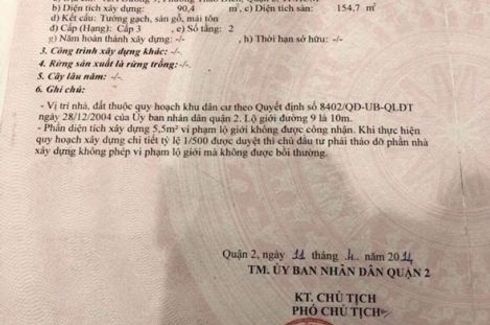 b) Diện tích xây dựng: 90,4 m², c) Diện tích sàn: 154,7 m²
d) Kết cấu: Tường gạch, sàn gỗ, mái tôn
đ) Cấp (Hạng): Cấp 3 , e) Số tầng: 2
g) Năm hoàn thành xây dựng: -/- , h) Thời hạn sở hữu: -/-
3. Công trình xây dựng khác: -/-
4. Rừng sản xuất là rừng trồng: -/-
5. Cây lâu năm: -/-
6. Ghi chú:
- Vị trí nhà, đất thuộc quy hoạch khu dân cư theo Quyết định số 8402/QĐ-UB-QLDT
ngày 28/12/2004 của Ủy ban nhân dân quận 2. Lộ giới đường 9 là 10m.
- Phần diện tích xây dựng 5,5m² vi phạm lộ giới không được công nhận. Khi thực hiện
quy hoạch xây dựng chi tiết tỷ lệ 1/500 được duyệt thì chủ đầu tư phải tháo dỡ phần nhà
xây dựng không phép vi phạm lộ giới mà không được bồi thường.
Quận 2, ngày 11 tháng 4 năm 2014
TM. ỦY BAN NHÂN DÂN QUẬN 2
KT. CHỦ TỊCH
PHÓ CHỦ TỊCH